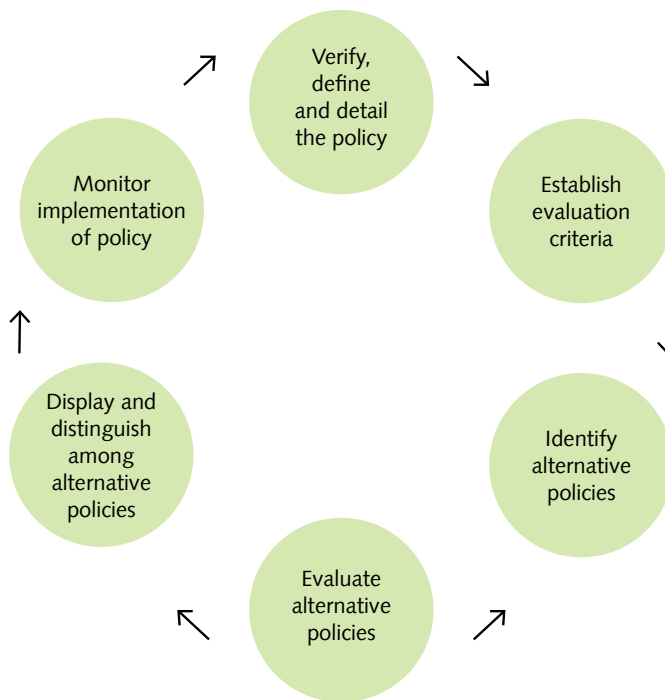 Verify,
define
and detail
the policy
Establish
evaluation
criteria
Identify
alternative
policies
Evaluate
alternative
policies
Display and
distinguish
among
alternative
policies
Monitor
implementation
of policy